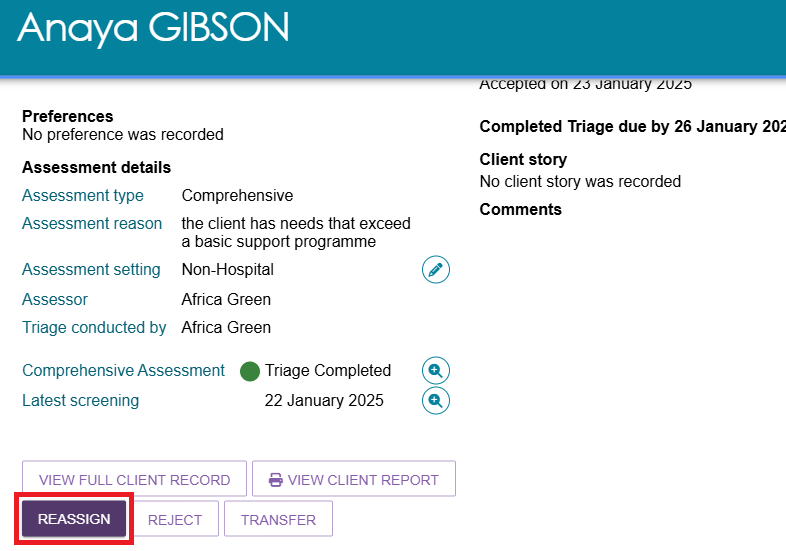 Anaya GIBSON
Accepted on 23 January 2025
Preferences
No preference was recorded
Completed Triage due by 26 January 202
Assessment details
Client story
No client story was recorded
Assessment type Comprehensive
Comments
Assessment reason the client has needs that exceed
a basic support programme
Assessment setting Non-Hospital
Assessor Africa Green
Triage conducted by Africa Green
Comprehensive Assessment Triage Completed
Latest screening 22 January 2025
VIEW FULL CLIENT RECORD VIEW CLIENT REPORT
REASSIGN REJECT TRANSFER